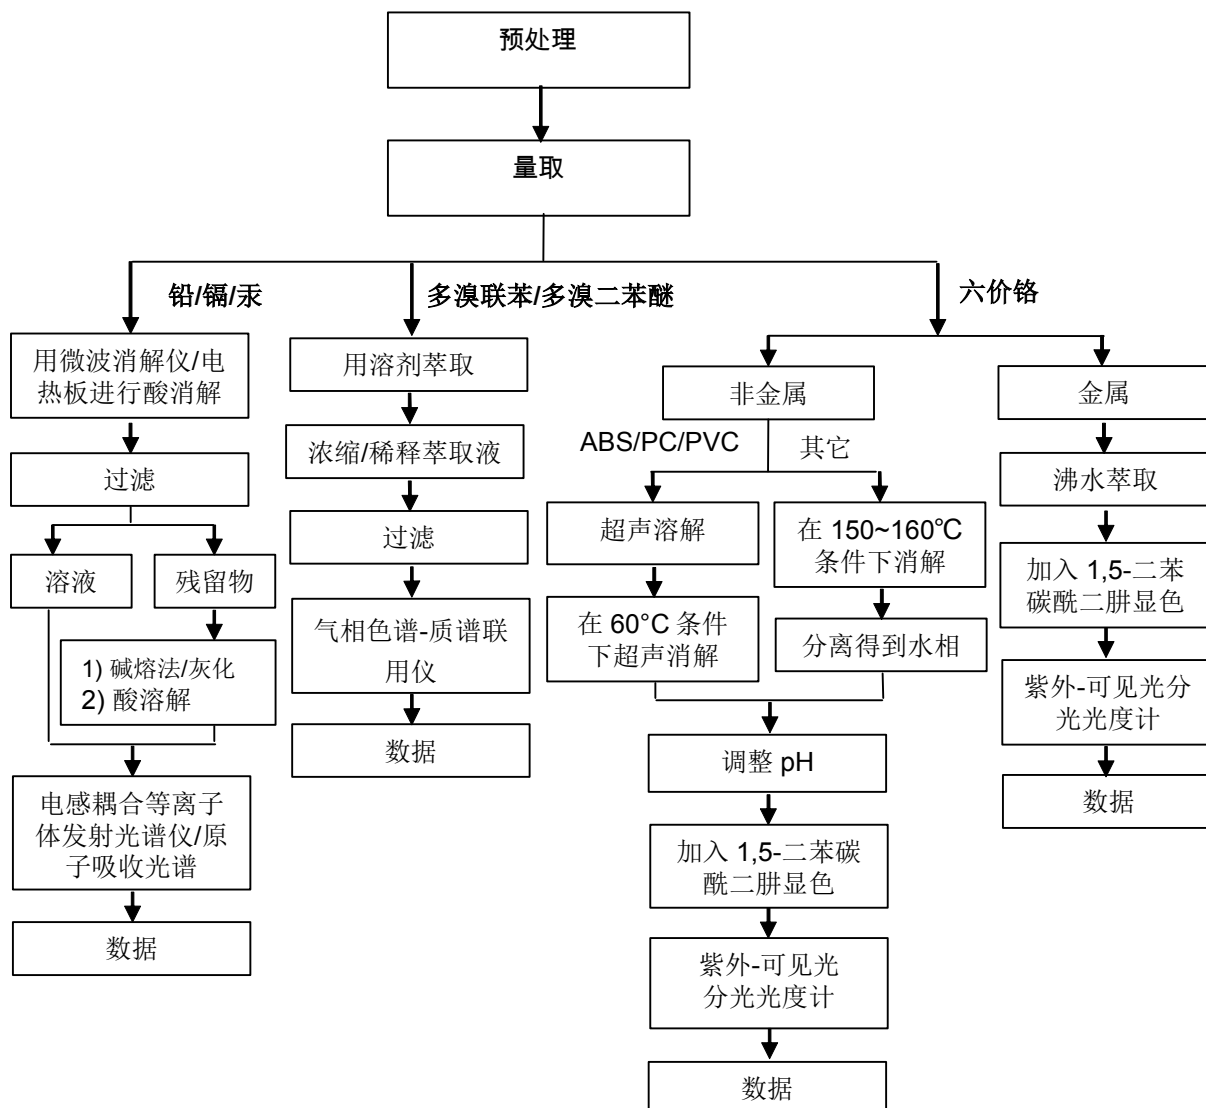 预处理
量取
铅/镉/汞
用微波消解仪/电
热板进行酸消解
过滤
溶液
残留物
1) 碱熔法/灰化
2) 酸溶解
电感耦合等离子
体发射光谱仪/原
子吸收光谱
数据
多溴联苯/多溴二苯醚
用溶剂萃取
浓缩/稀释萃取液
过滤
气相色谱-质谱联
用仪
数据
六价铬
非金属
ABS/PC/PVC
其它
超声溶解
在 60°C 条件
下超声消解
在 150~160℃
条件下消解
分离得到水相
调整 pH
加入 1,5-二苯碳
酰二肼显色
紫外-可见光
分光光度计
数据
金属
沸水萃取
加入 1,5-二苯
碳酰二肼显色
紫外-可见光分
光光度计
数据